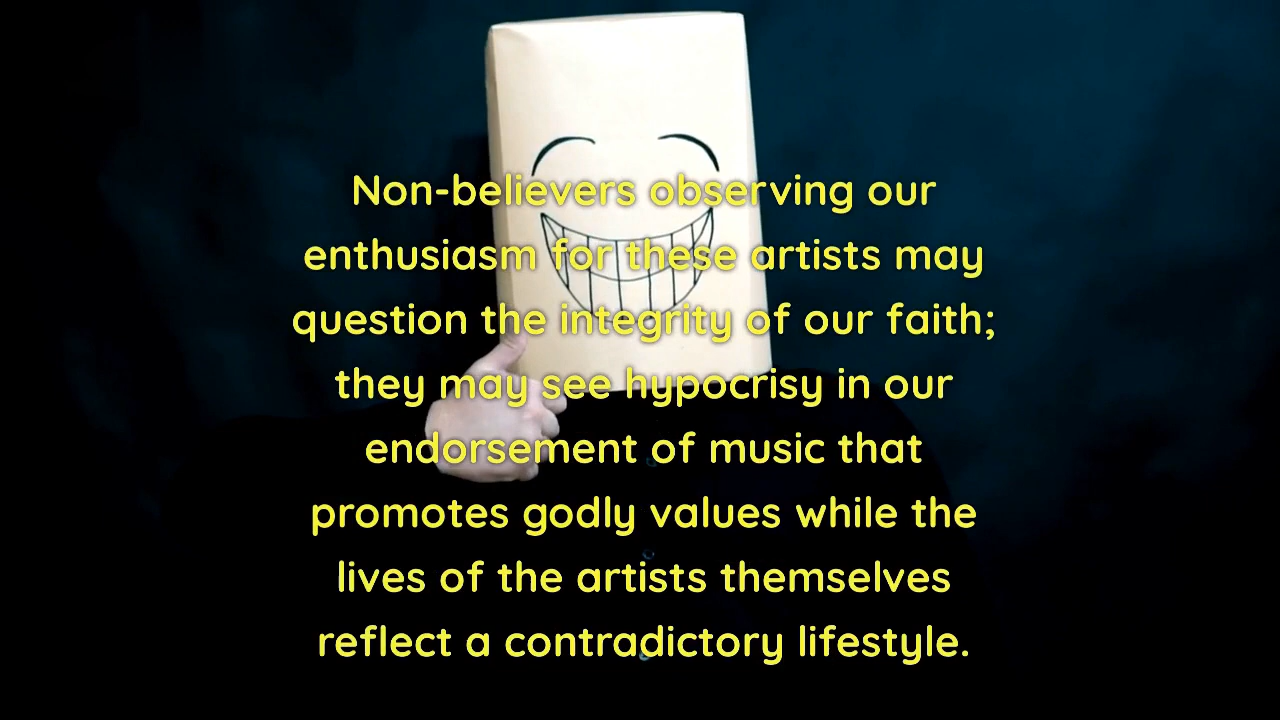 Non-believers observing our
enthusiasm for these artists may
question the integrity of our faith;
they may see hypocrisy in our
endorsement of music that
promotes godly values while the
lives of the artists themselves
reflect a contradictory lifestyle.